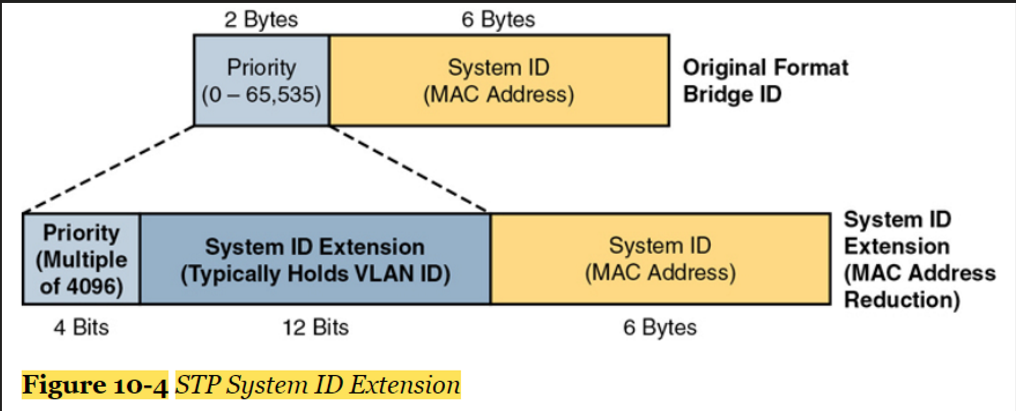 2 Bytes
6 Bytes
Priority
(0 – 65,535)
System ID
(MAC Address)
Original Format
Bridge ID
Priority
(Multiple
of 4096)
System ID Extension
(Typically Holds VLAN ID)
System ID
(MAC Address)
System ID
Extension
(MAC Address
Reduction)
4 Bits
12 Bits
6 Bytes
Figure 10-4 STP System ID Extension